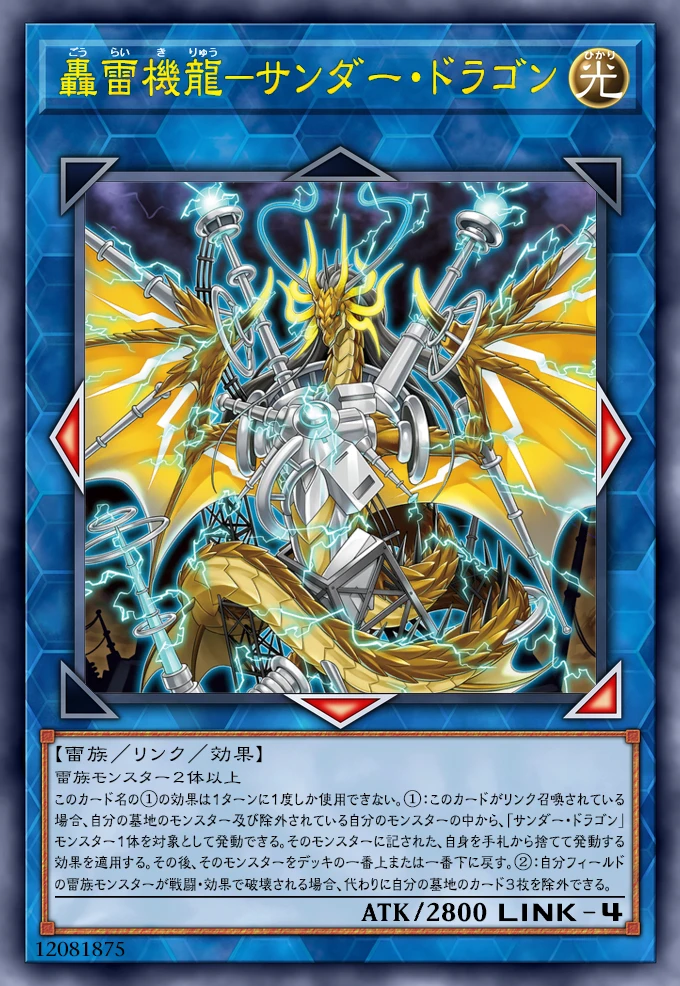 ごう らい き りゅう
轟雷機龍－サンダー・ドラゴン
ひかり
光
【雷族／リンク／効果】
雷族モンスター２体以上
このカード名の①の効果は１ターンに１度しか使用できない。①：このカードがリンク召喚されている
場合、自分の墓地のモンスター及び除外されている自分のモンスターの中から、「サンダー・ドラゴン」
モンスター１体を対象として発動できる。そのモンスターに記された、自身を手札から捨てて発動する
効果を適用する。その後、そのモンスターをデッキの一番上または一番下に戻す。②：自分フィールド
の雷族モンスターが戦闘・効果で破壊される場合、代わりに自分の墓地のカード３枚を除外できる。
ATK/2800 LINK－4
12081875